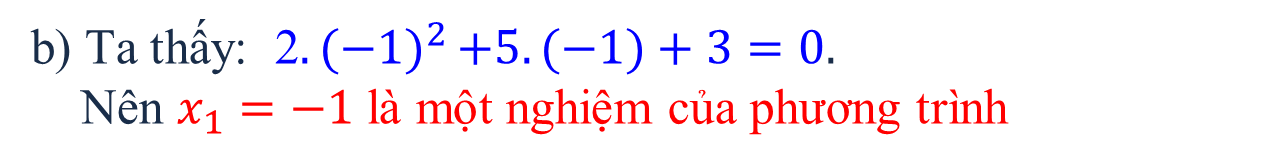 b) Ta thấy: 2. (−1)² +5. (−1) + 3 = 0.
Nên x₁ = −1 là một nghiệm của phương trình